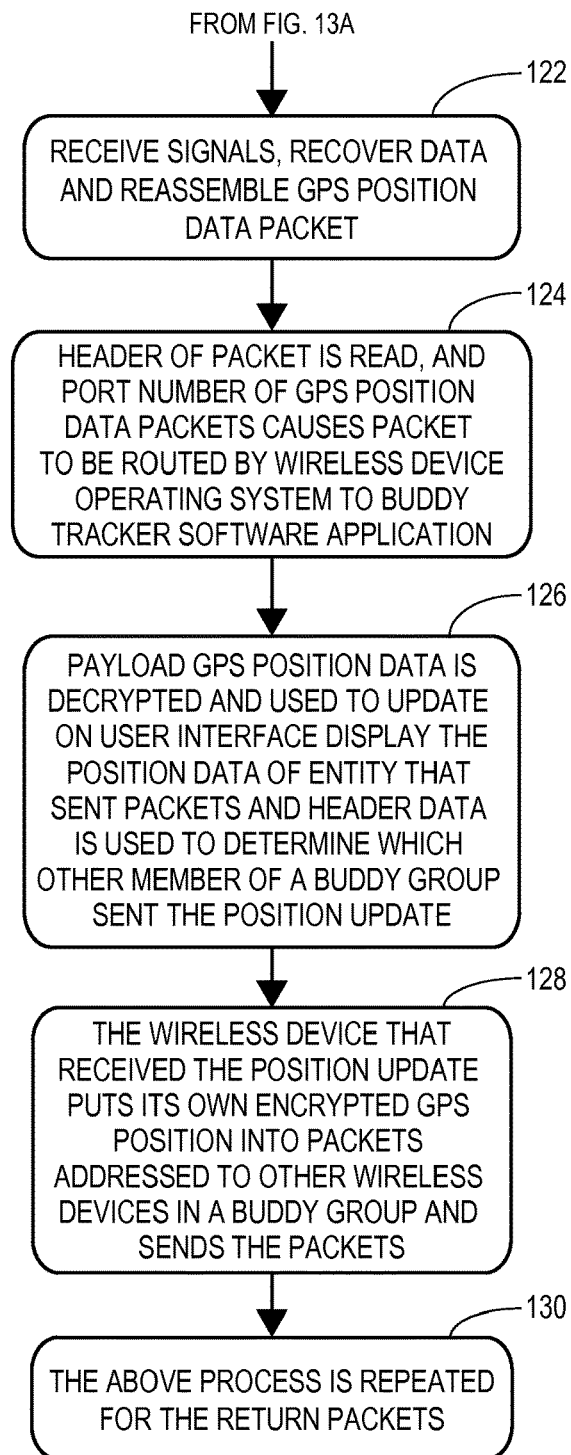 FROM FIG. 13A
122
RECEIVE SIGNALS, RECOVER DATA
AND REASSEMBLE GPS POSITION
DATA PACKET
124
HEADER OF PACKET IS READ, AND
PORT NUMBER OF GPS POSITION
DATA PACKETS CAUSES PACKET
TO BE ROUTED BY WIRELESS DEVICE
OPERATING SYSTEM TO BUDDY
TRACKER SOFTWARE APPLICATION
126
PAYLOAD GPS POSITION DATA IS
DECRYPTED AND USED TO UPDATE
ON USER INTERFACE DISPLAY THE
POSITION DATA OF ENTITY THAT
SENT PACKETS AND HEADER DATA
IS USED TO DETERMINE WHICH
OTHER MEMBER OF A BUDDY GROUP
SENT THE POSITION UPDATE
128
THE WIRELESS DEVICE THAT
RECEIVED THE POSITION UPDATE
PUTS ITS OWN ENCRYPTED GPS
POSITION INTO PACKETS
ADDRESSED TO OTHER WIRELESS
DEVICES IN A BUDDY GROUP AND
SENDS THE PACKETS
130
THE ABOVE PROCESS IS REPEATED
FOR THE RETURN PACKETS